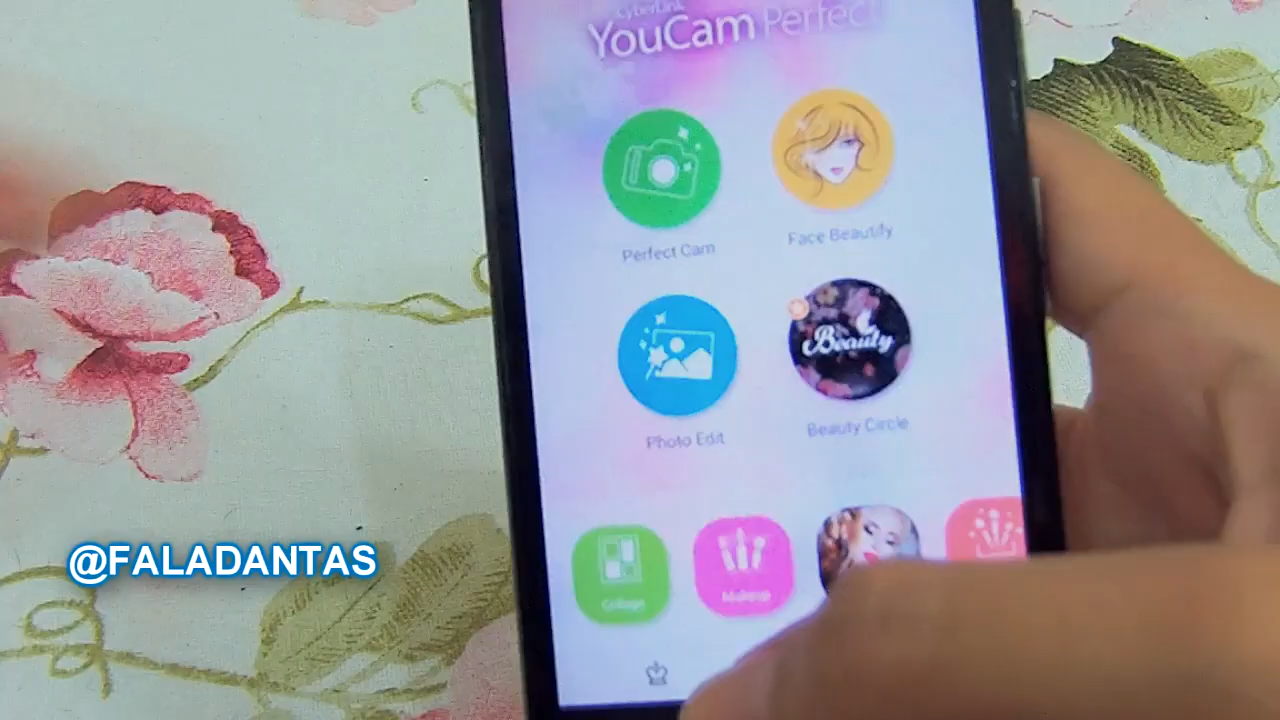 CyberLink
YouCam Perfect
Perfect Cam
Face Beautify
Beauty
Photo Edit
Beauty Circle
Collage
Makeup
@FALADANTAS